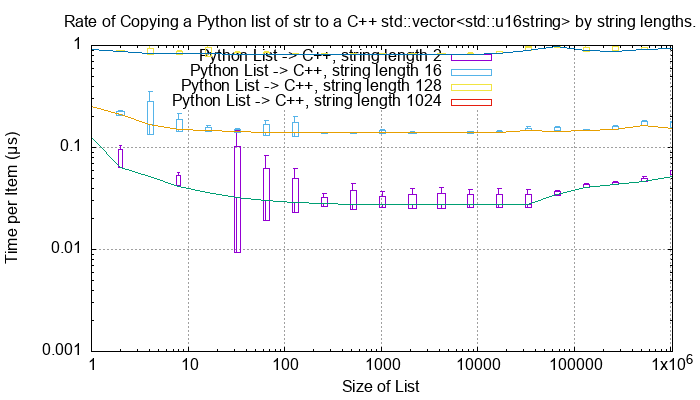 Rate of Copying a Python list of str to a C++ std::vector<std::u16string> by string lengths.
1
Python List -> C++, string length 2
Python List -> C++, string length 16
Python List -> C++, string length 128
Python List -> C++, string length 1024
0.1
Time per Item (µs)
0.01
0.001
1 10 100 1000 10000 100000 1x10⁶
Size of List